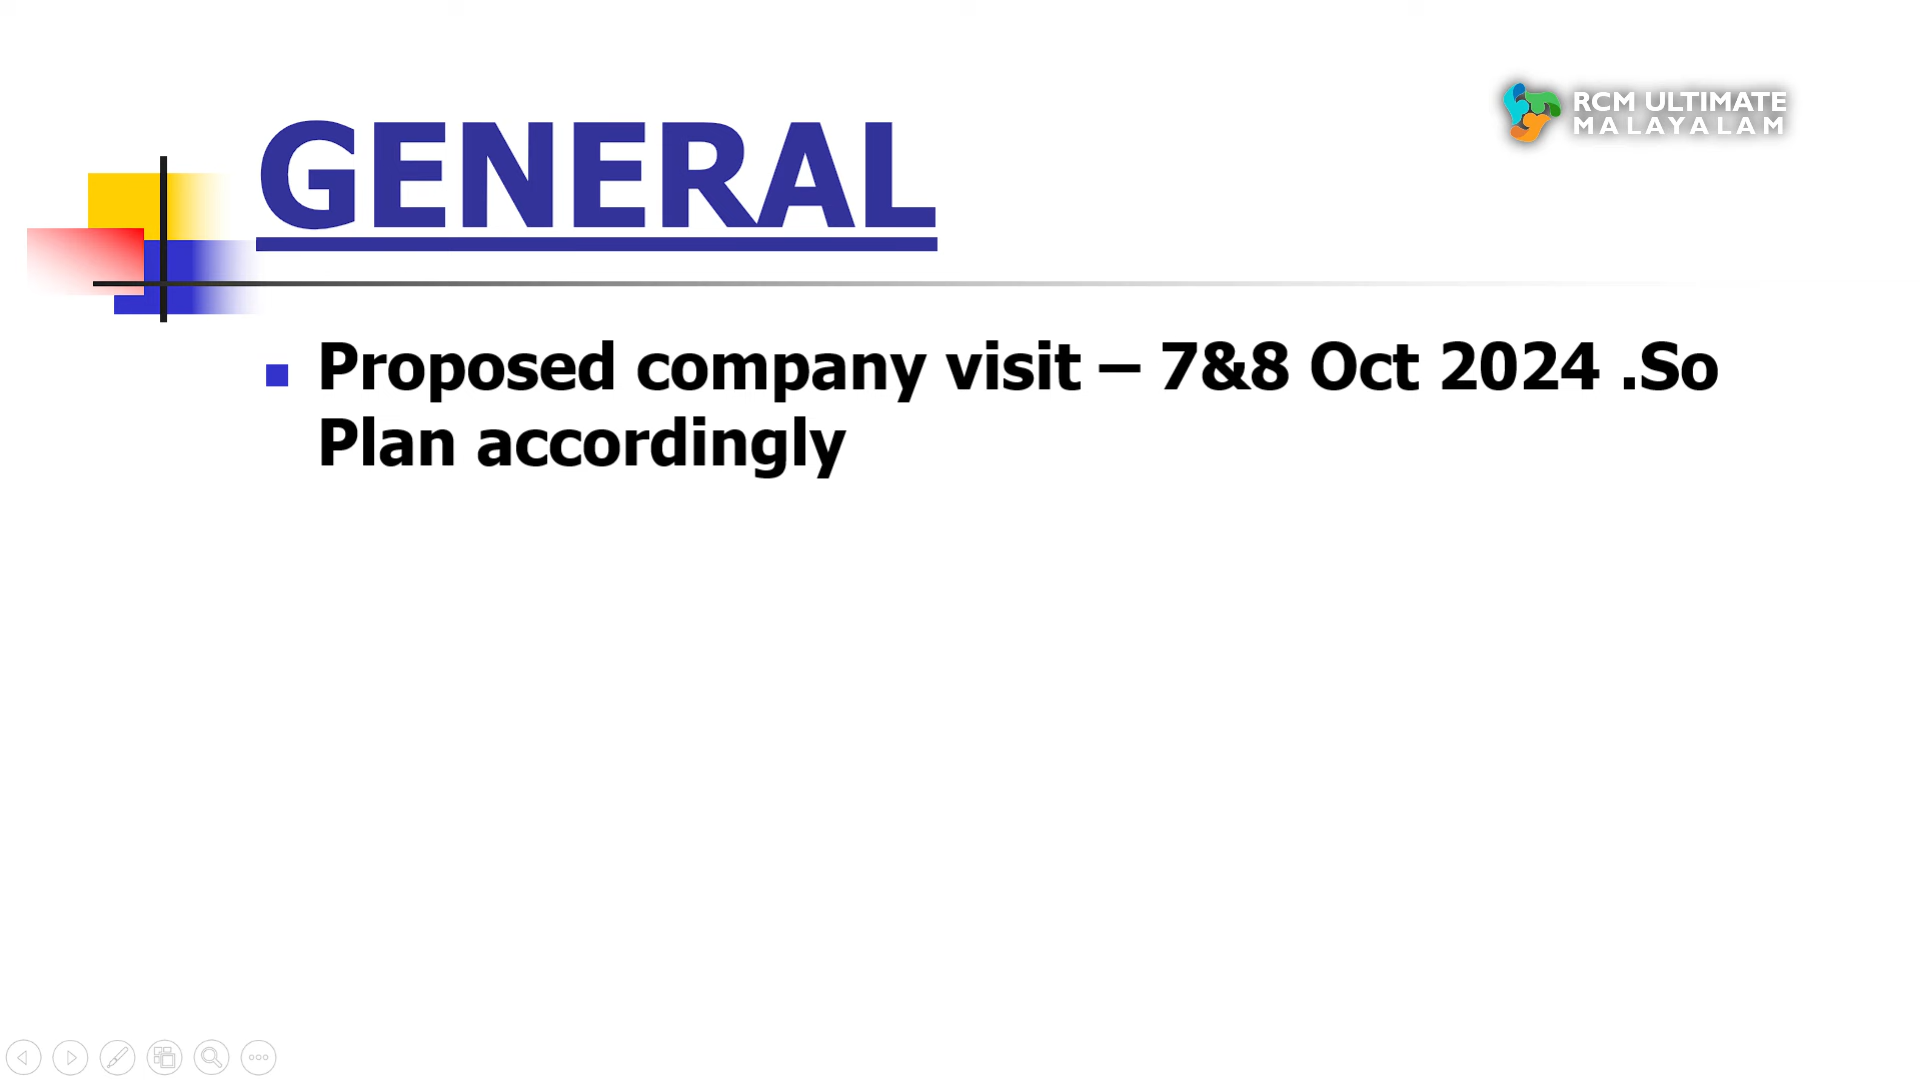 GENERAL
RCM ULTIMATE
MALAYALAM
Proposed company visit – 7&8 Oct 2024 .So
Plan accordingly